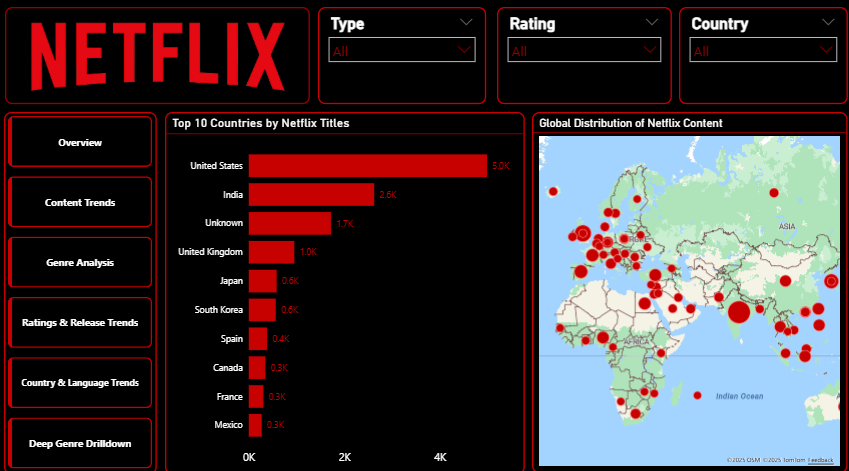 NETFLIX
Type
All
Rating
All
Country
All
Overview
Content Trends
Genre Analysis
Ratings & Release Trends
Country & Language Trends
Deep Genre Drilldown
Top 10 Countries by Netflix Titles
United States 5.0K
India 2.6K
Unknown 1.7K
United Kingdom 1.0K
Japan 0.6K
South Korea 0.6K
Spain 0.4K
Canada 0.3K
France 0.3K
Mexico 0.3K
0K 2K 4K
Global Distribution of Netflix Content
ASIA
EUROPE
AFRICA
Indian Ocean
©2025 OSM ©2025 TomTom Feedback